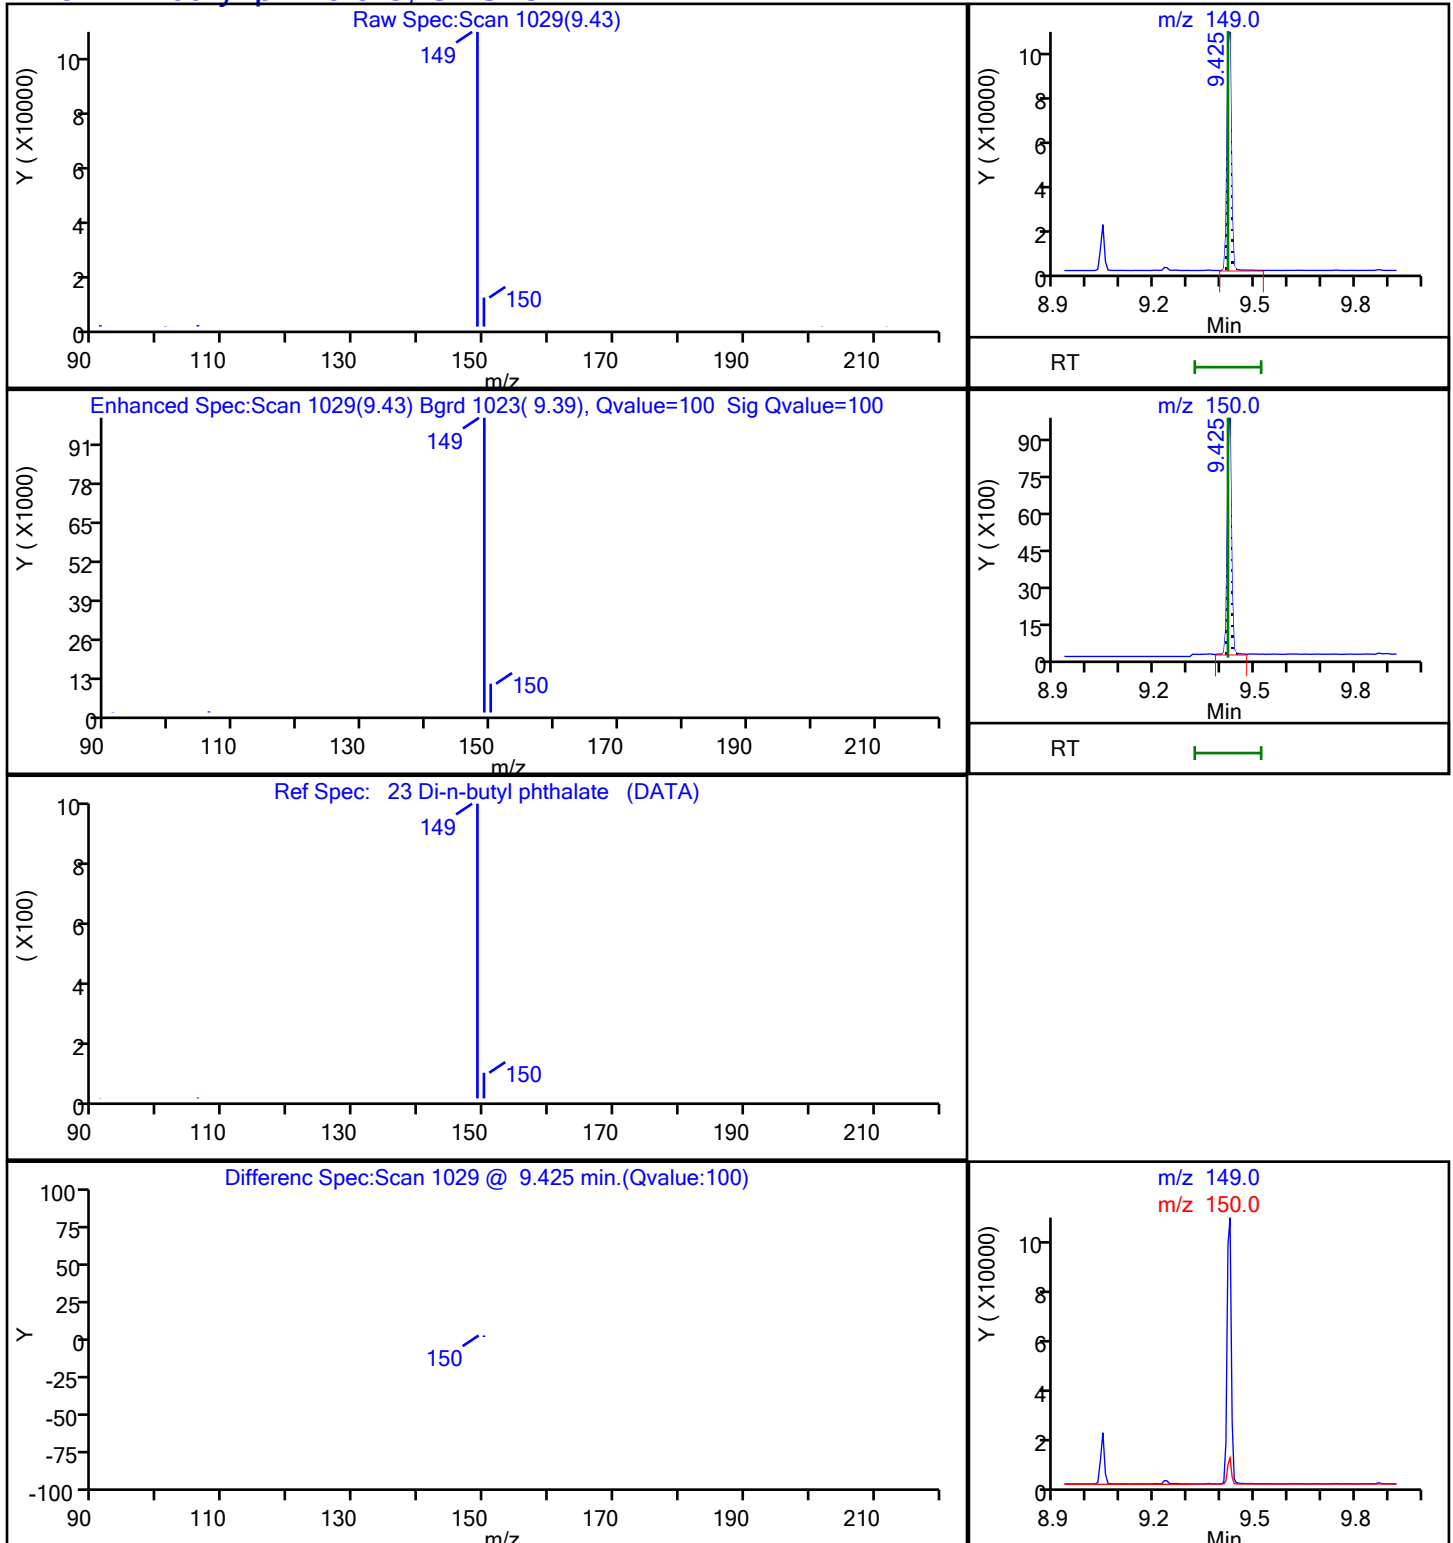 Raw Spec:Scan 1029(9.43)
Y ( X10000)
10
8
6
4
2
0
149
150
90 110 130 150 170 190 210
m/z
m/z 149.0
Y ( X10000)
10
8
6
4
2
0
9.425
8.9 9.2 9.5 9.8
Min
RT
Enhanced Spec:Scan 1029(9.43) Bgrd 1023( 9.39), Qvalue=100 Sig Qvalue=100
Y ( X1000)
91
78
65
52
39
26
13
0
149
150
90 110 130 150 170 190 210
m/z
m/z 150.0
Y ( X100)
90
75
60
45
30
15
0
9.425
8.9 9.2 9.5 9.8
Min
RT
Ref Spec: 23 Di-n-butyl phthalate (DATA)
( X100)
10
8
6
4
2
0
149
150
90 110 130 150 170 190 210
Differenc Spec:Scan 1029 @ 9.425 min.(Qvalue:100)
Y
100
75
50
25
0
-25
-50
-75
-100
150
90 110 130 150 170 190 210
m/z
m/z 149.0
m/z 150.0
Y ( X10000)
10
8
6
4
2
0
8.9 9.2 9.5 9.8
Min